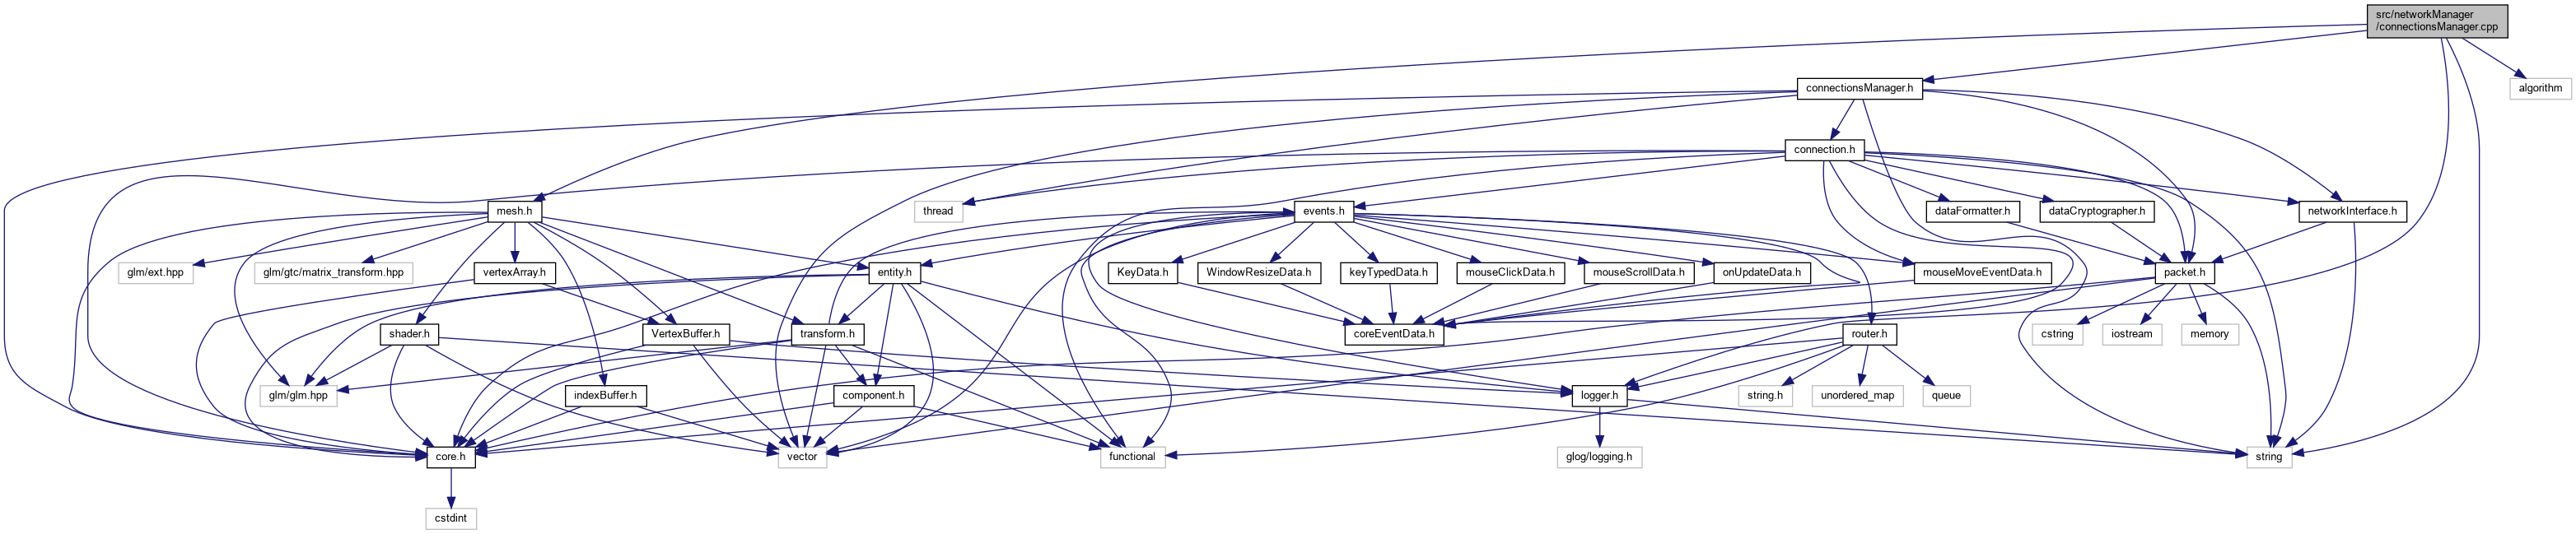 src/networkManager
/connectionsManager.cpp
connectionsManager.h
algorithm
connection.h
mesh.h
thread
events.h
dataFormatter.h
dataCryptographer.h
networkInterface.h
glm/ext.hpp
glm/gtc/matrix_transform.hpp
vertexArray.h
entity.h
KeyData.h
WindowResizeData.h
keyTypedData.h
mouseClickData.h
mouseScrollData.h
onUpdateData.h
mouseMoveEventData.h
packet.h
shader.h
VertexBuffer.h
transform.h
coreEventData.h
router.h
cstring
iostream
memory
glm/glm.hpp
indexBuffer.h
component.h
logger.h
string.h
unordered_map
queue
core.h
vector
functional
glog/logging.h
string
cstdint